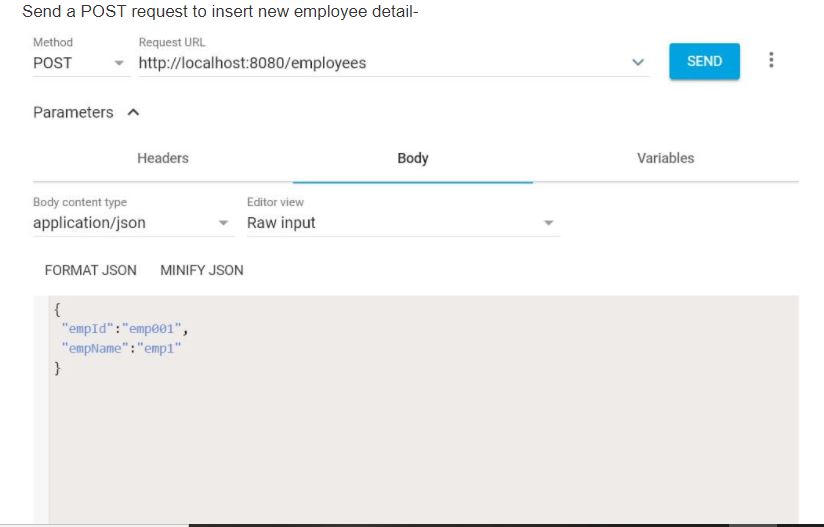 Send a POST request to insert new employee detail-
Method Request URL
POST http://localhost:8080/employees SEND
Parameters
Headers Body Variables
Body content type Editor view
application/json Raw input
FORMAT JSON MINIFY JSON
{
"empId":"emp001",
"empName":"emp1"
}